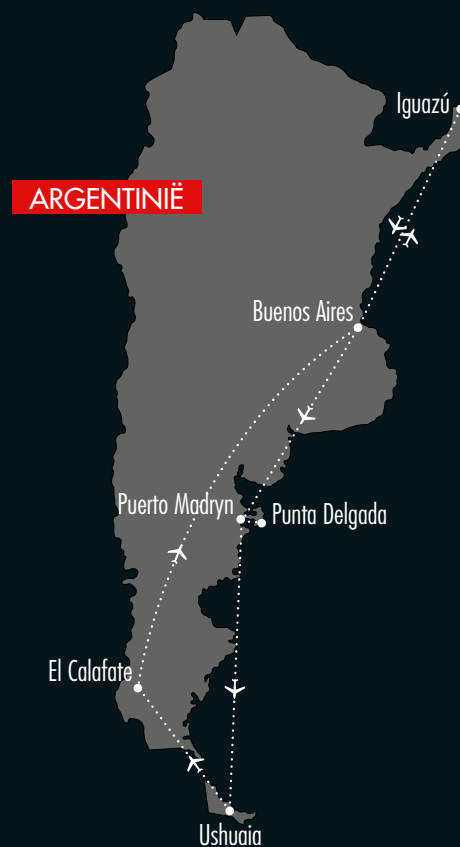 Iguazú
ARGENTINIË
Buenos Aires
Puerto Madryn
Punta Delgada
El Calafate
Ushuaia